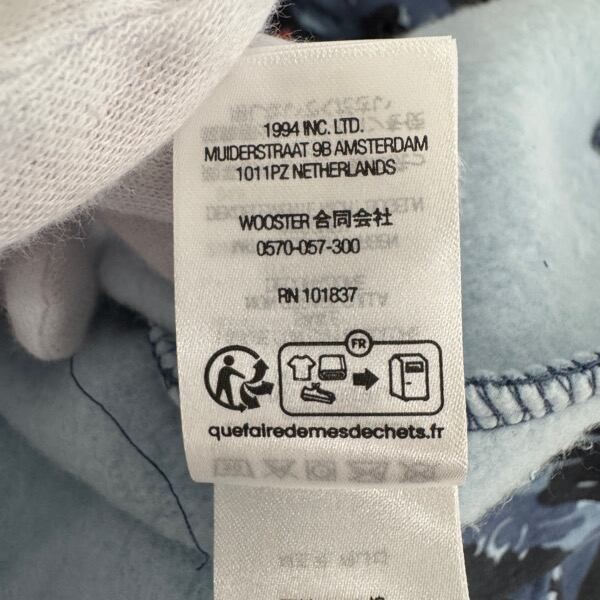 1994 INC. LTD.
MUIDERSTRAAT 9B AMSTERDAM
1011PZ NETHERLANDS
WOOSTER 合同会社
0570-057-300
RN 101837
FR
quefairedemesdechets.fr